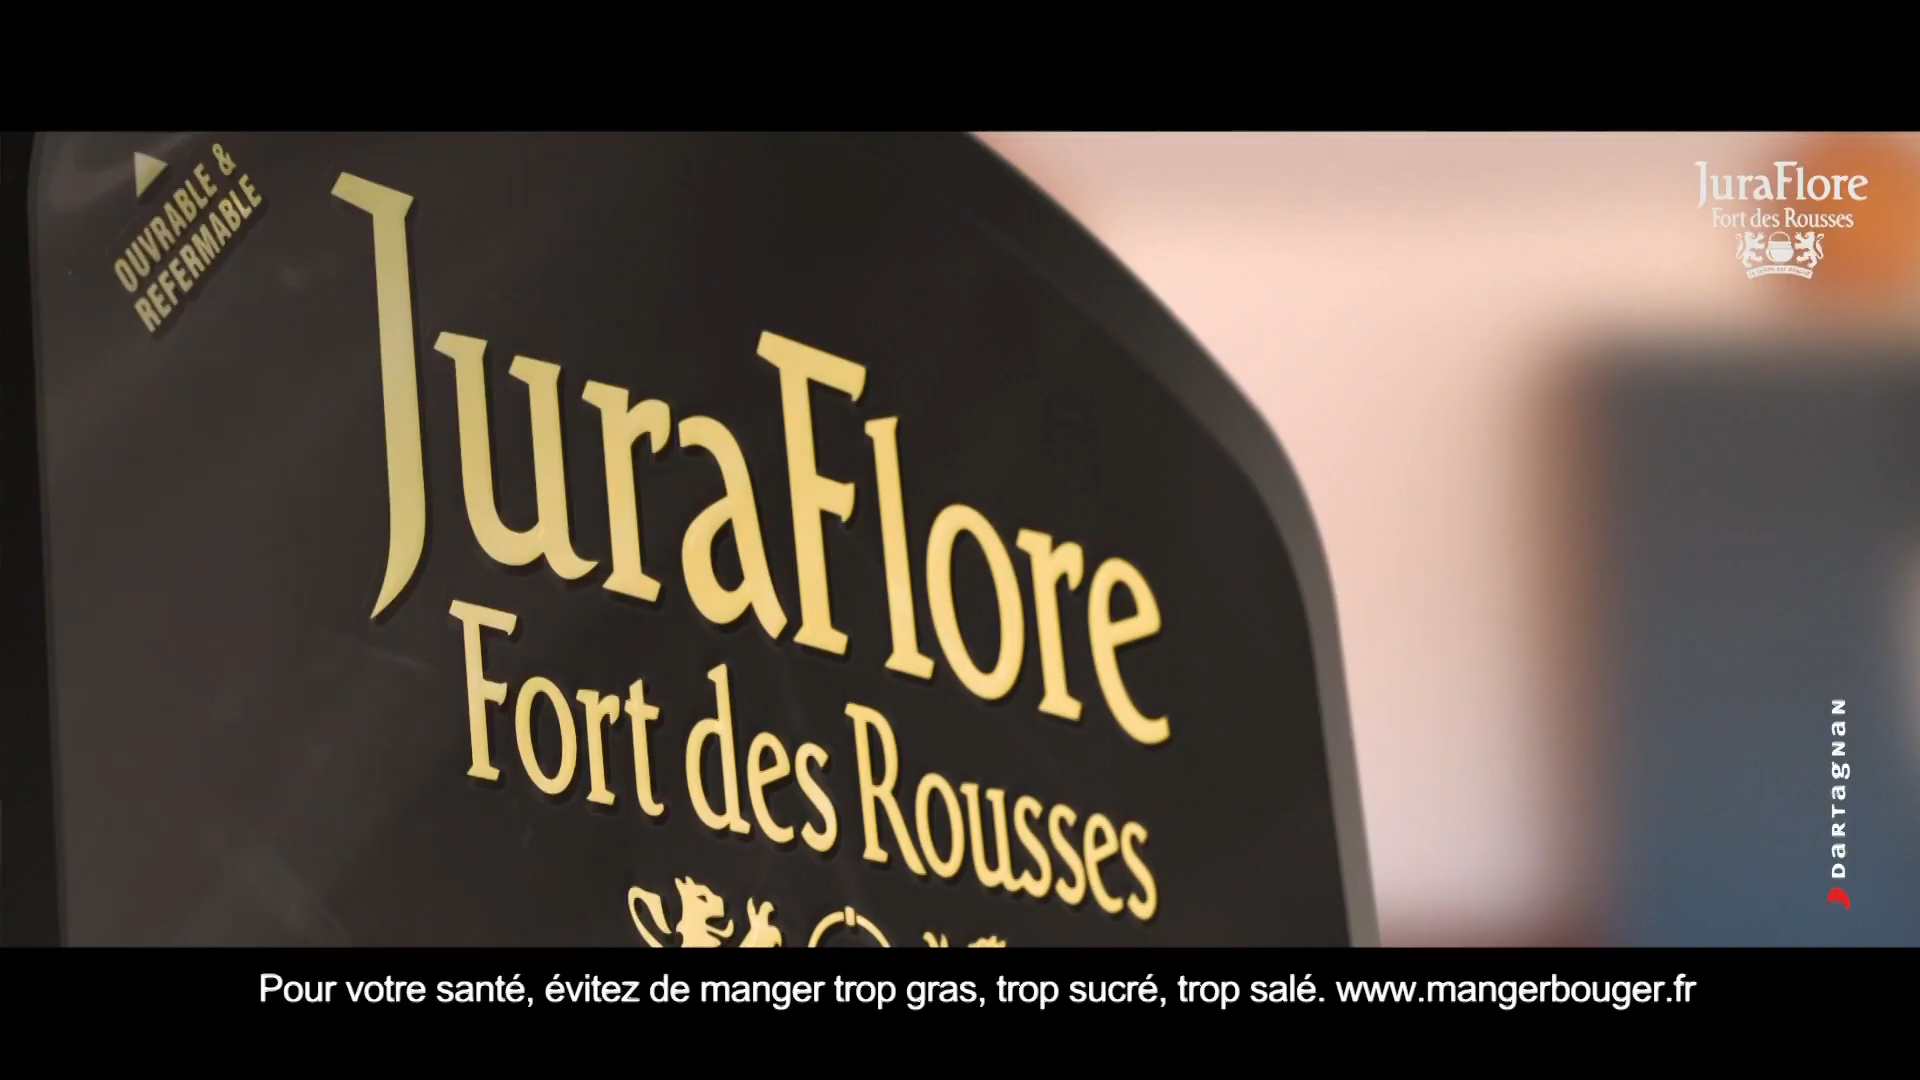 OUVRABLE &
REFERMABLE
JuraFlore
Fort des Rousses
JuraFlore
Fort des Rousses
DARTAGNAN
Pour votre santé, évitez de manger trop gras, trop sucré, trop salé. www.mangerbouger.fr